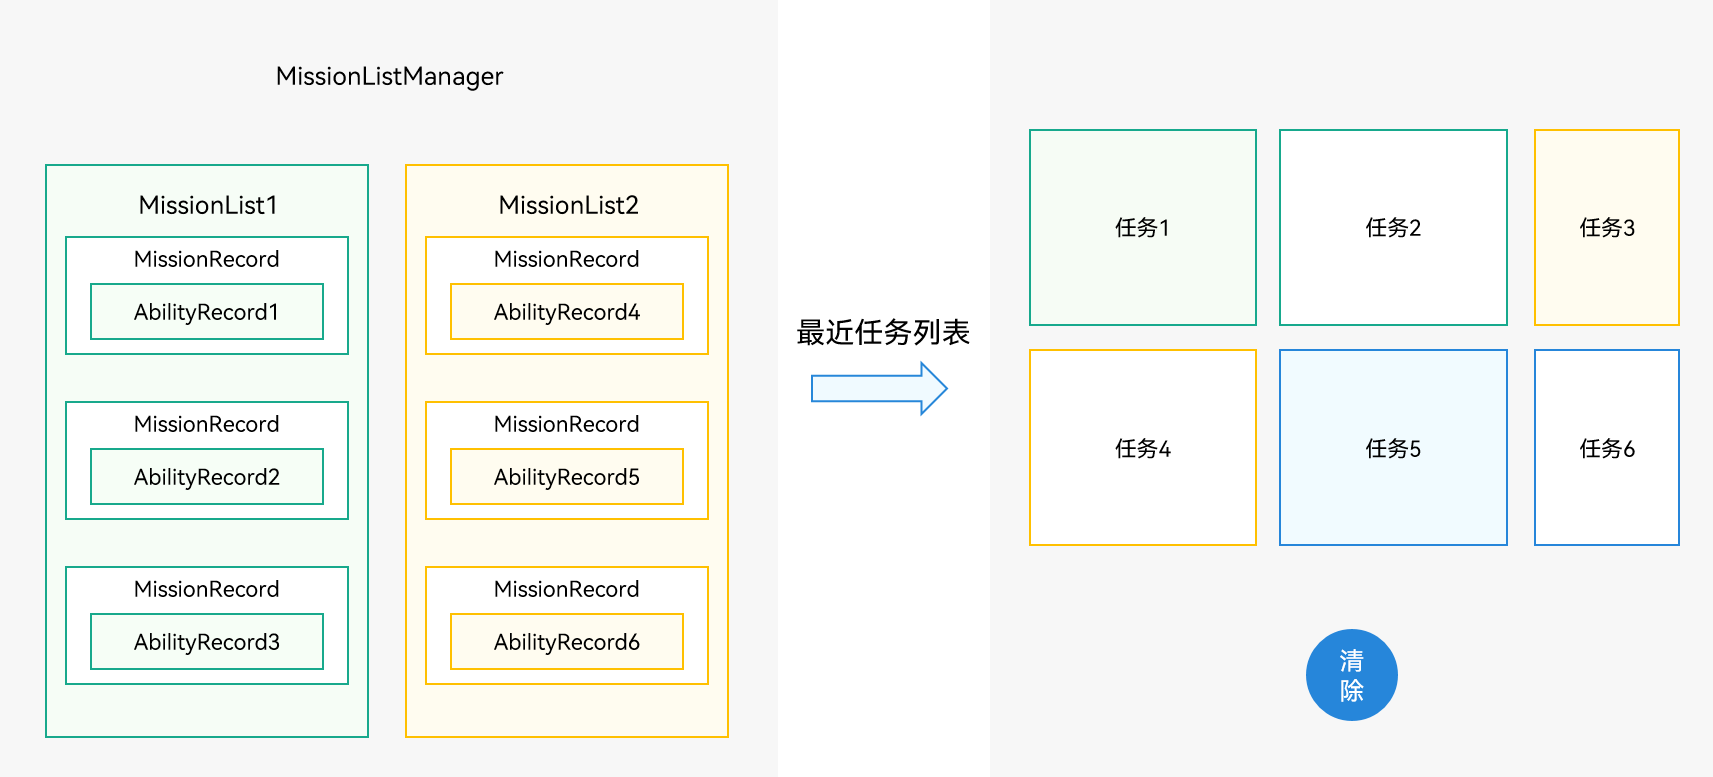 MissionListManager
MissionList1
MissionRecord
AbilityRecord1
MissionRecord
AbilityRecord2
MissionRecord
AbilityRecord3
MissionList2
MissionRecord
AbilityRecord4
MissionRecord
AbilityRecord5
MissionRecord
AbilityRecord6
最近任务列表
任务1
任务2
任务3
任务4
任务5
任务6
清
除